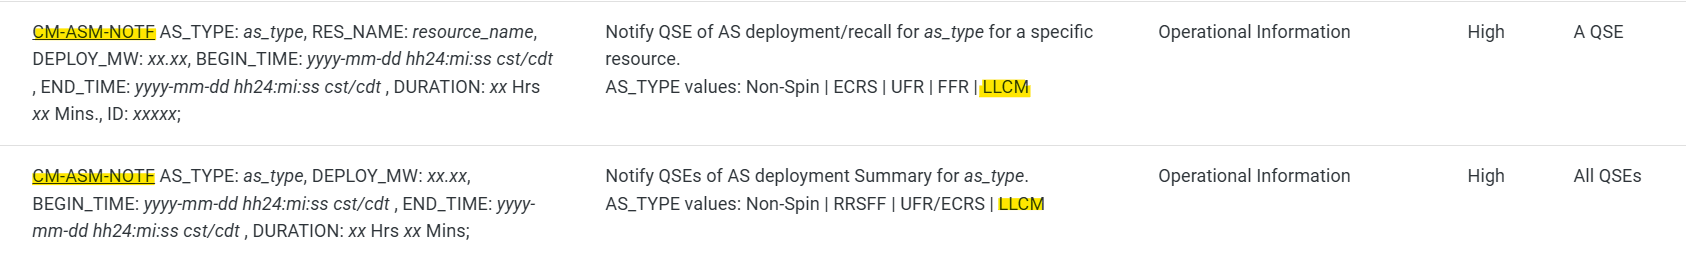 CM-ASM-NOTF AS_TYPE: as_type, RES_NAME: resource_name,
DEPLOY_MW: xx.xx, BEGIN_TIME: yyyy-mm-dd hh24:mi:ss cst/cdt
, END_TIME: yyyy-mm-dd hh24:mi:ss cst/cdt , DURATION: xx Hrs
xx Mins., ID: xxxxx;
Notify QSE of AS deployment/recall for as_type for a specific
resource.
AS_TYPE values: Non-Spin | ECRS | UFR | FFR | LLCM
Operational Information
High
A QSE
CM-ASM-NOTF AS_TYPE: as_type, DEPLOY_MW: xx.xx,
BEGIN_TIME: yyyy-mm-dd hh24:mi:ss cst/cdt , END_TIME: yyyy-
mm-dd hh24:mi:ss cst/cdt , DURATION: xx Hrs xx Mins;
Notify QSEs of AS deployment Summary for as_type.
AS_TYPE values: Non-Spin | RRSFF | UFR/ECRS | LLCM
Operational Information
High
All QSEs